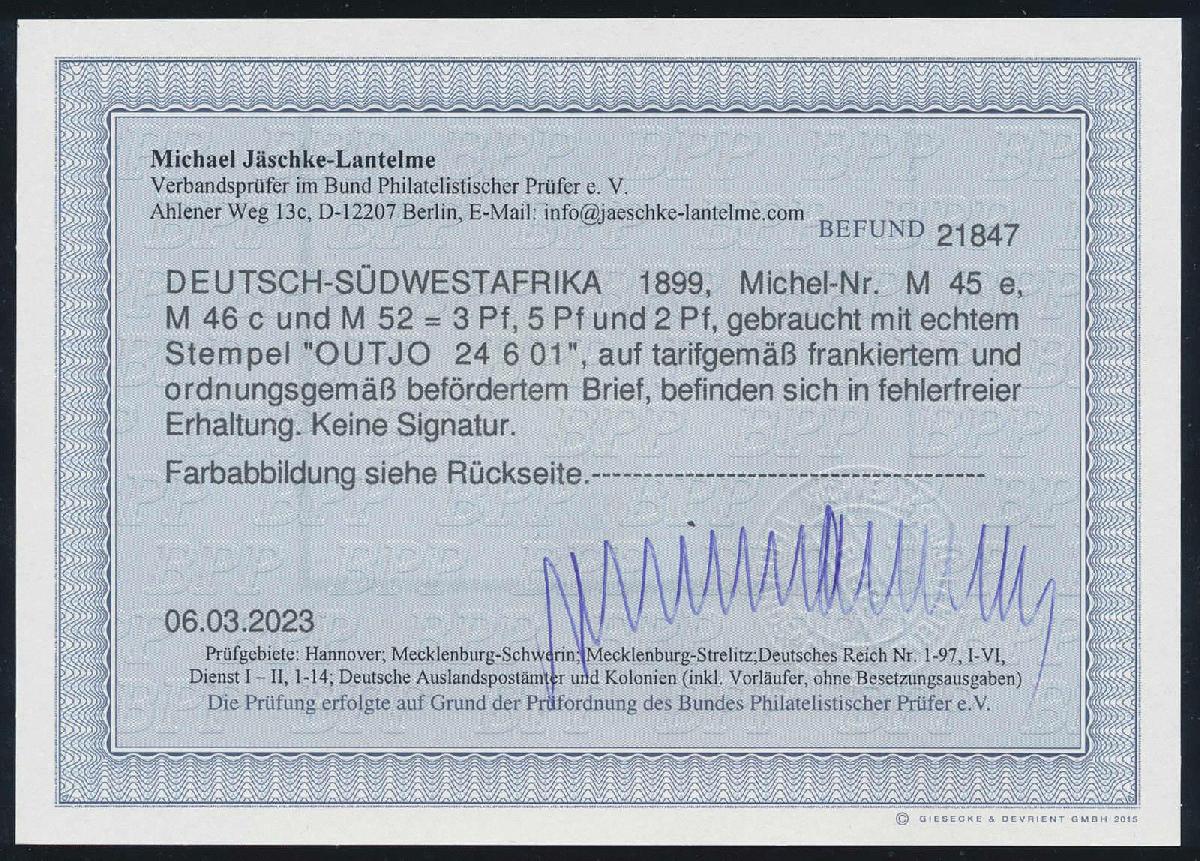 Michael Jäschke-Lantelme
Verbandsprüfer im Bund Philatelistischer Prüfer e. V.
Ahlener Weg 13c, D-12207 Berlin, E-Mail: info@jaeschke-lantelme.com
BEFUND 21847
DEUTSCH-SÜDWESTAFRIKA 1899, Michel-Nr. M 45 e,
M 46 c und M 52 = 3 Pf, 5 Pf und 2 Pf, gebraucht mit echtem
Stempel "OUTJO 24 6 01", auf tarifgemäß frankiertem und
ordnungsgemäß befördertem Brief, befinden sich in fehlerfreier
Erhaltung. Keine Signatur.
Farbabbildung siehe Rückseite.---------------------------------------
06.03.2023
Prüfgebiete: Hannover; Mecklenburg-Schwerin; Mecklenburg-Strelitz;Deutsches Reich Nr. 1-97, I-VI,
Dienst I – II, 1-14; Deutsche Auslandspostämter und Kolonien (inkl. Vorläufer, ohne Besetzungsausgaben)
Die Prüfung erfolgte auf Grund der Prüfordnung des Bundes Philatelistischer Prüfer e.V.
© GIESECKE & DEVRIENT GMBH 2015